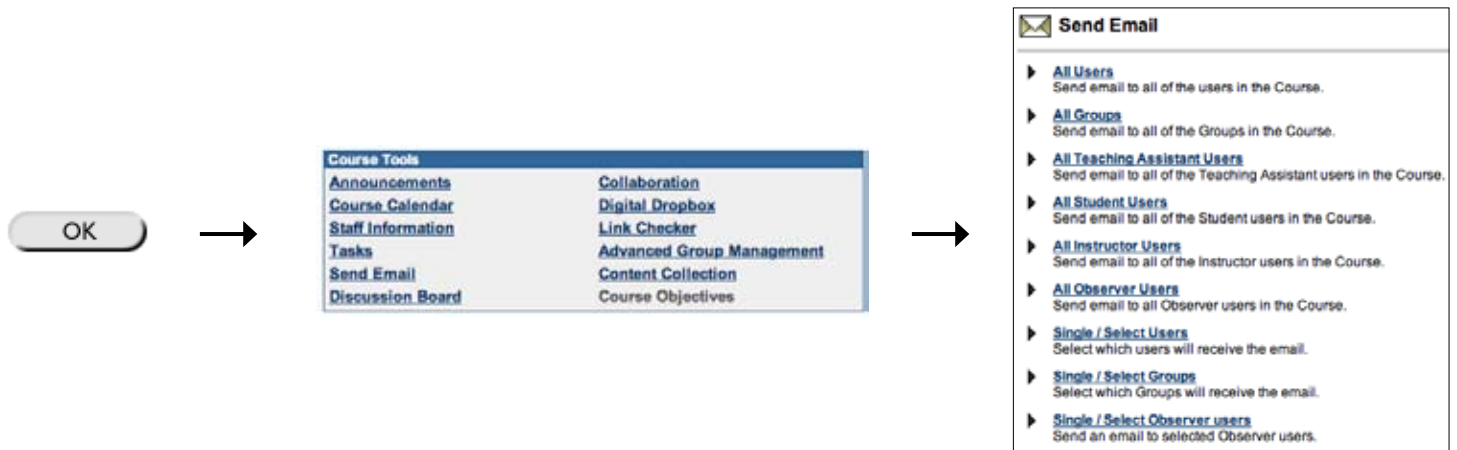 OK
Course Tools
Announcements
Course Calendar
Staff Information
Tasks
Send Email
Discussion Board
Collaboration
Digital Dropbox
Link Checker
Advanced Group Management
Content Collection
Course Objectives
Send Email
All Users
Send email to all of the users in the Course.
All Groups
Send email to all of the Groups in the Course.
All Teaching Assistant Users
Send email to all of the Teaching Assistant users in the Course.
All Student Users
Send email to all of the Student users in the Course.
All Instructor Users
Send email to all of the Instructor users in the Course.
All Observer Users
Send email to all Observer users in the Course.
Single / Select Users
Select which users will receive the email.
Single / Select Groups
Select which Groups will receive the email.
Single / Select Observer users
Send an email to selected Observer users.